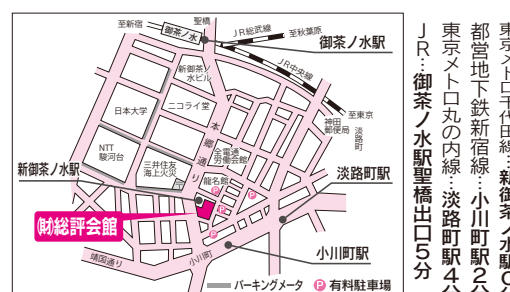 聖橋
至新宿
御茶ノ水
JR総武線
至秋葉原
御茶ノ水駅
JR中央線
新御茶ノ水ビル
日本大学
ニコライ堂
本郷通り
至東京
神田郵便局
淡路町
NTT駿河台
三井住友海上火災
全電通労働会館
新御茶ノ水駅
龍名館
淡路町駅
P
P
P
P
㈶総評会館
小川町駅
靖国通り
小川町
パーキングメータ
P 有料駐車場
東京メトロ千代田線…新御茶ノ水駅0分
都営地下鉄新宿線…小川町駅2分
東京メトロ丸の内線…淡路町駅4分
JR…御茶ノ水駅聖橋出口5分